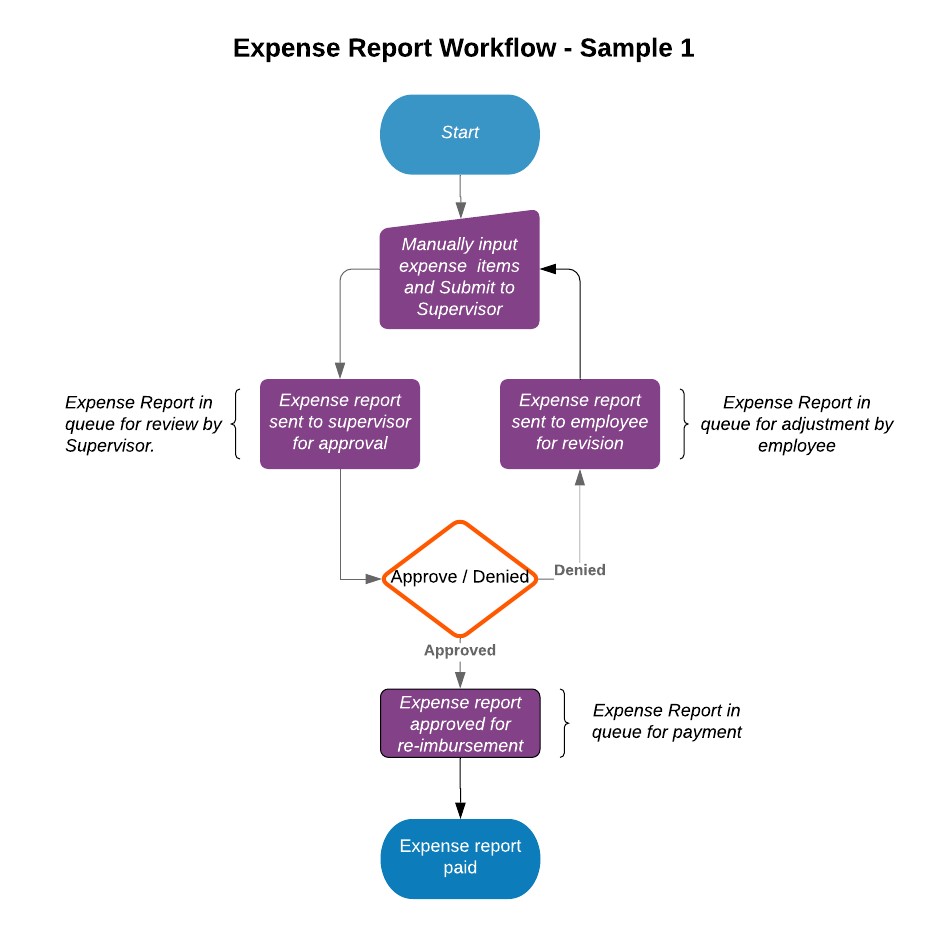 Expense Report Workflow - Sample 1
Start
Manually input
expense  items
and Submit to
Supervisor
Expense Report in
queue for review by
Supervisor.
Expense report
sent to supervisor
for approval
Expense report
sent to employee
for revision
Expense Report in
queue for adjustment by
employee
Approve / Denied
Denied
Approved
Expense report
approved for
re-imbursement
Expense Report in
queue for payment
Expense report
paid